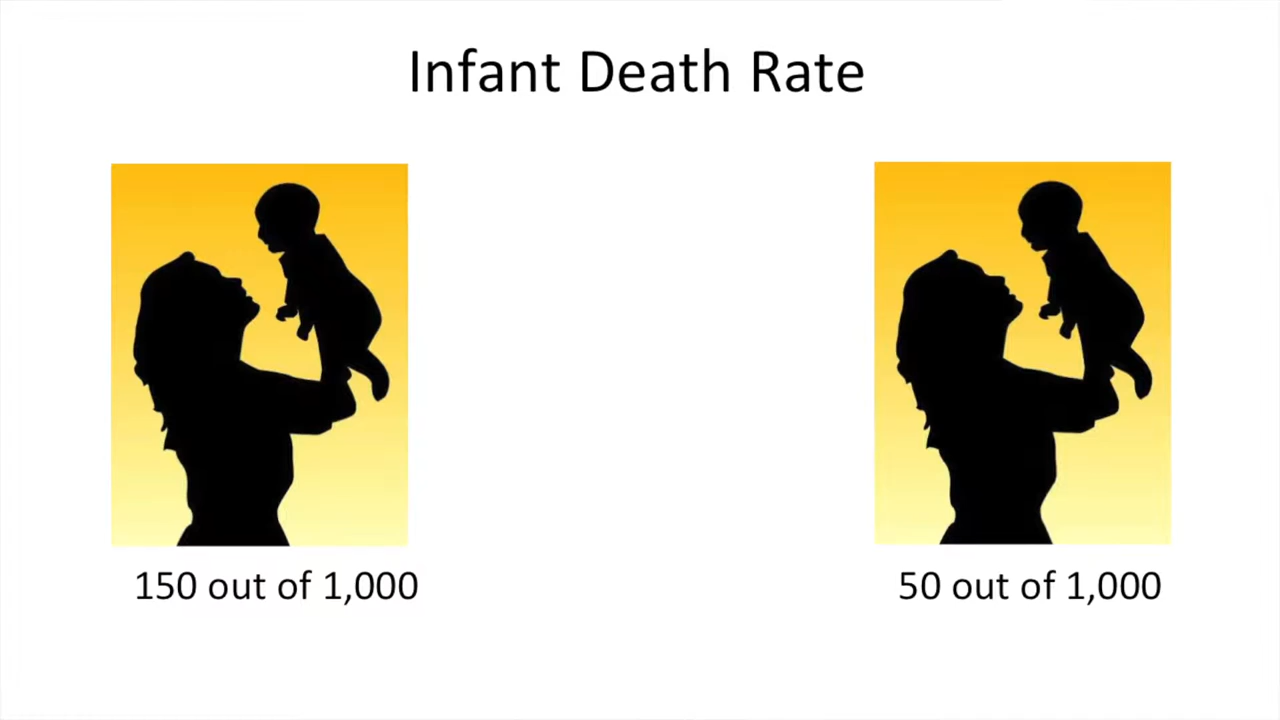 Infant Death Rate
150 out of 1,000
50 out of 1,000